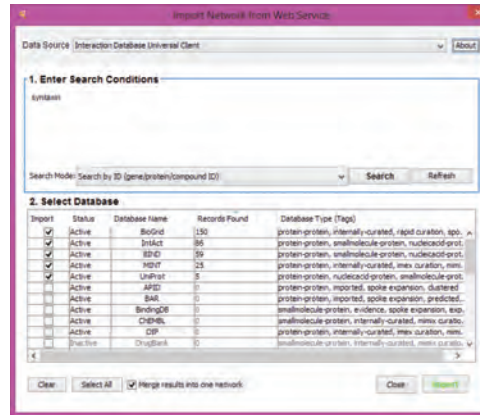 Import Network from Web Service
Data Source Interaction Database Universal Client About
1. Enter Search Conditions
syntaxin
Search Mode: Search by ID (gene/protein/compound ID) Search Refresh
2. Select Database
Import Status Database Name Records Found Database Type (Tags)
Active BioGrid 150 protein-protein, internally-curated, rapid curation, spo...
Active IntAct 86 protein-protein, smallmolecule-protein, nucleicacid-prot...
Active BIND 59 protein-protein, smallmolecule-protein, nucleicacid-prot...
Active MINT 25 protein-protein, internally-curated, imex curation, mimi...
Active UniProt 5 protein-protein, nucleicacid-protein, smallmolecule-prot...
Active APID 0 protein-protein, imported, spoke expansion, clustered
Active BAR 0 protein-protein, imported, spoke expansion, predicted...
Active BindingDB 0 smallmolecule-protein, evidence, spoke expansion, exp...
Active ChEMBL 0 smallmolecule-protein, internally-curated, mimix curatio...
Active DIP 0 protein-protein, internally-curated, imex curation, mimi...
Inactive DrugBank 0 smallmolecule-protein, internally-curated, mimix curatio...
Clear Select All Merge results into one network Close Import